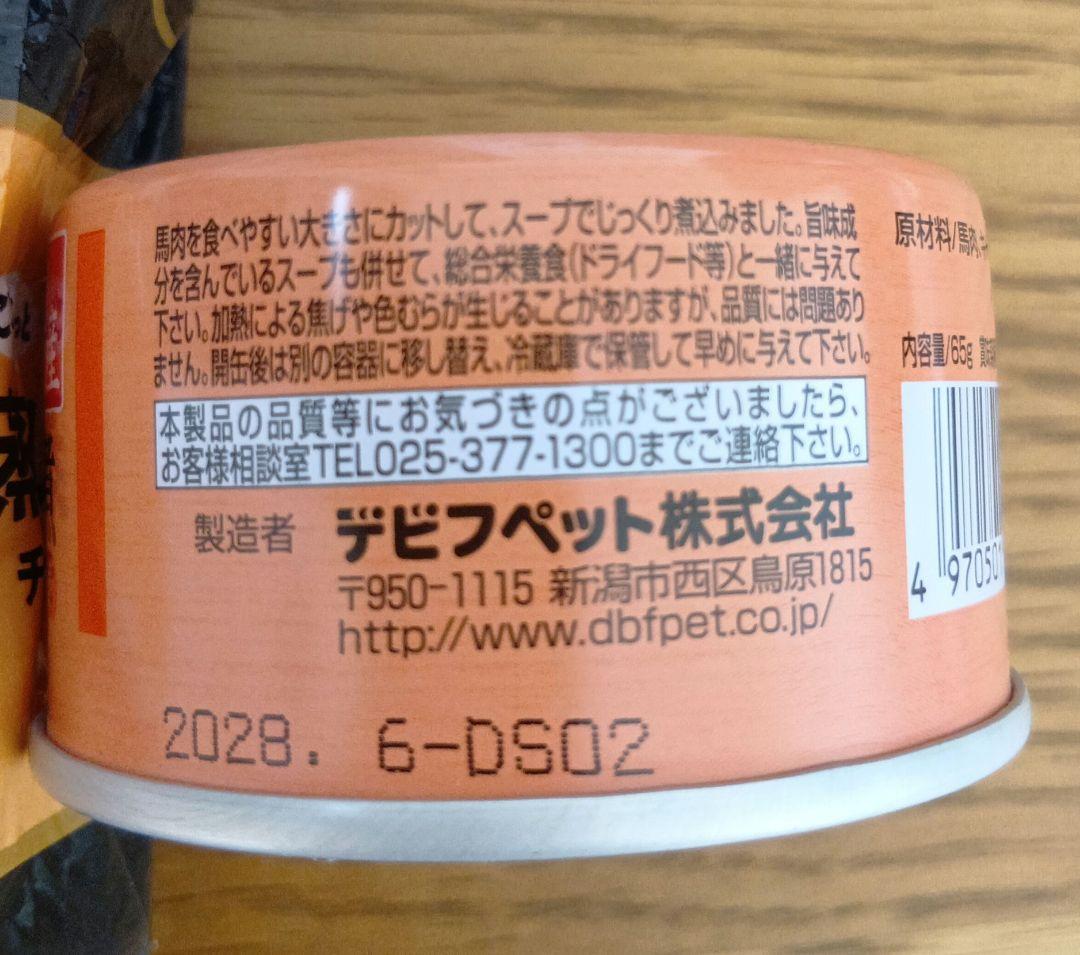 馬肉を食べやすい大きさにカットして、スープでじっくり煮込みました。旨味成
分を含んでいるスープも併せて、総合栄養食(ドライフード等)と一緒に与えて
下さい。加熱による焦げや色むらが生じることがありますが、品質には問題あり
ません。開缶後は別の容器に移し替え、冷蔵庫で保管して早めに与えて下さい。
本製品の品質等にお気づきの点がございましたら、
お客様相談室TEL025-377-1300までご連絡下さい。
製造者 デビフペット株式会社
〒950-1115 新潟市西区鳥原1815
http://www.dbfpet.co.jp/
2028. 6-DS02
原材料/馬肉、
内容量/65g
4 970501